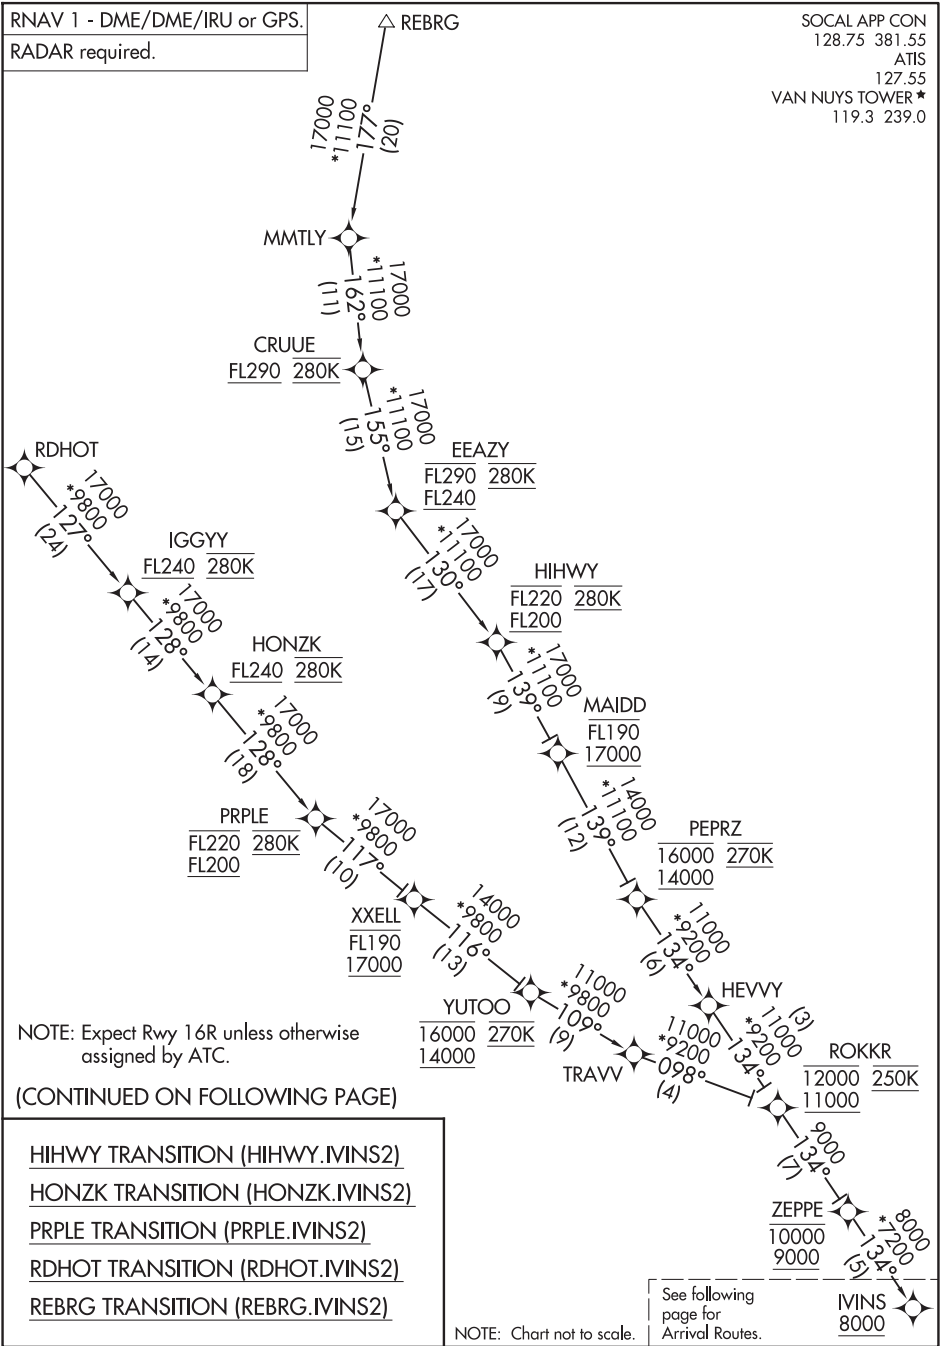 RNAV 1 - DME/DME/IRU or GPS.
RADAR required.
REBRG
SOCAL APP CON
128.75 381.55
ATIS
127.55
VAN NUYS TOWER★
119.3 239.0
17000
*11100
177°
(20)
MMTLY
17000
*11100
162°
(11)
CRUUE
FL290 280K
17000
*11100
155°
(15)
EEAZY
FL290 280K
FL240
RDHOT
17000
*9800
127°
(24)
IGGYY
FL240 280K
17000
*11100
130°
(17)
HIHWY
FL220 280K
FL200
17000
*9800
128°
(14)
HONZK
FL240 280K
17000
*11100
139°
(9)
MAIDD
FL190
17000
17000
*9800
128°
(18)
PRPLE
FL220 280K
FL200
14000
*11100
139°
(12)
PEPRZ
16000 270K
14000
17000
*9800
117°
(10)
XXELL
FL190
17000
14000
*9800
116°
(13)
11000
*9200
134°
(6)
HEVVY
YUTOO
16000 270K
14000
11000
*9800
109°
(9)
TRAVV
11000
*9200
098°
(4)
(3)
11000
*9200
134°
ROKKR
12000 250K
11000
NOTE: Expect Rwy 16R unless otherwise
assigned by ATC.
(CONTINUED ON FOLLOWING PAGE)
9000
134°
(7)
ZEPPE
10000
9000
8000
*7200
134°
(5)
HIHWY TRANSITION (HIHWY.IVINS2)
HONZK TRANSITION (HONZK.IVINS2)
PRPLE TRANSITION (PRPLE.IVINS2)
RDHOT TRANSITION (RDHOT.IVINS2)
REBRG TRANSITION (REBRG.IVINS2)
NOTE: Chart not to scale.
See following
page for
Arrival Routes.
IVINS
8000